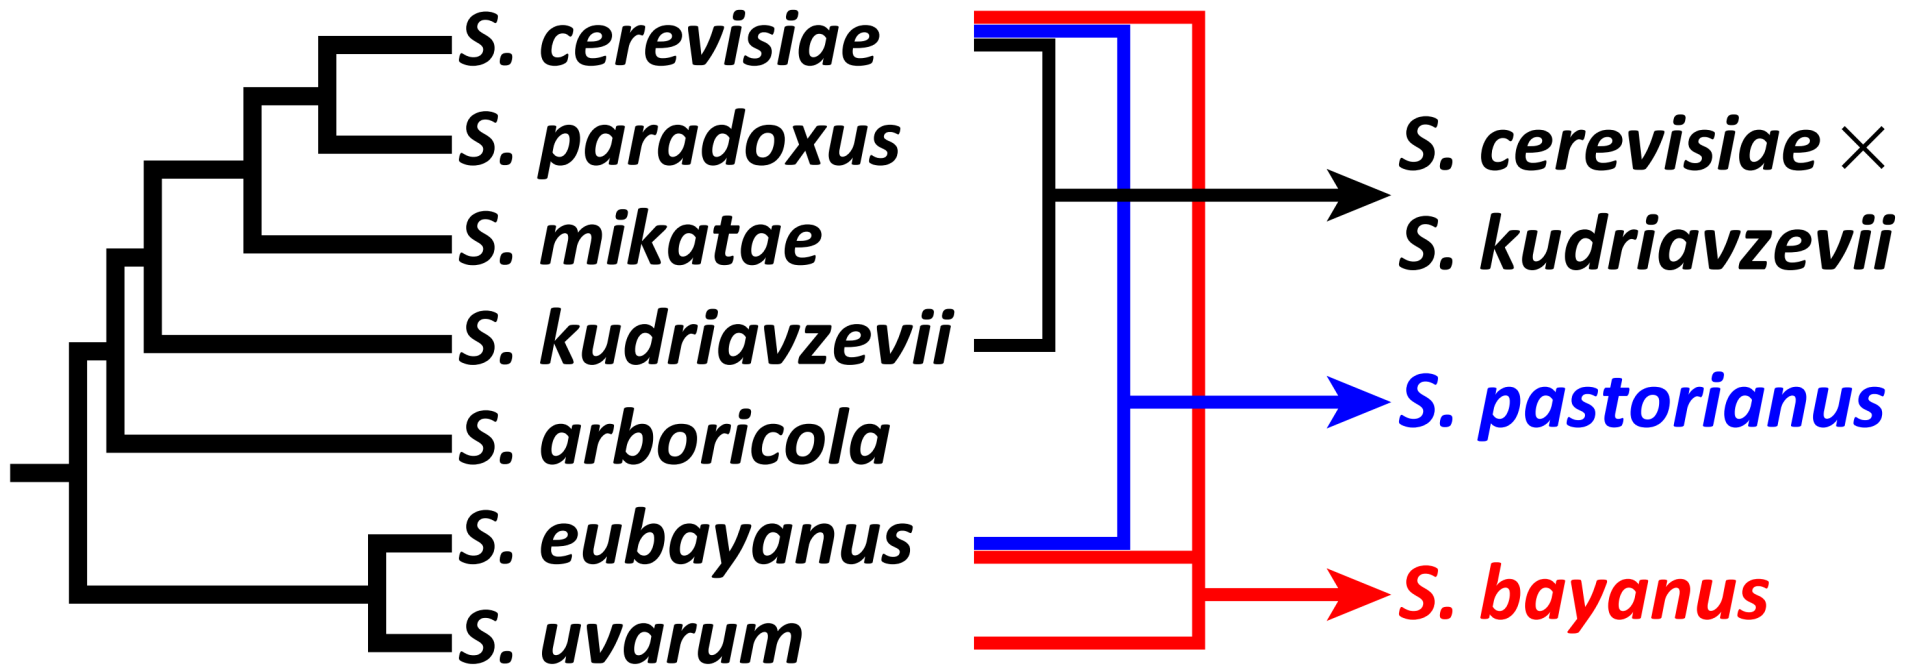 S. cerevisiae
S. paradoxus
S. mikatae
S. kudriavzevii
S. arboricola
S. eubayanus
S. uvarum
S. cerevisiae ×
S. kudriavzevii
S. pastorianus
S. bayanus